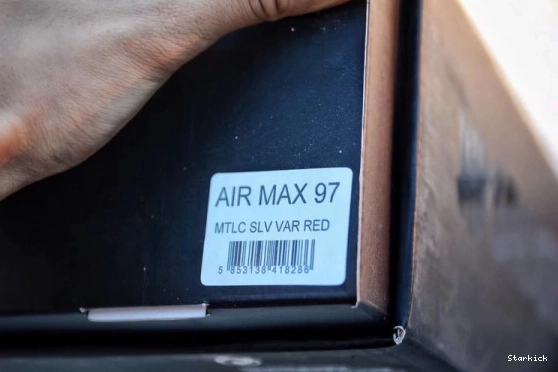 AIR MAX 97
MTLC SLV VAR RED
5 853138 418286
Starkick